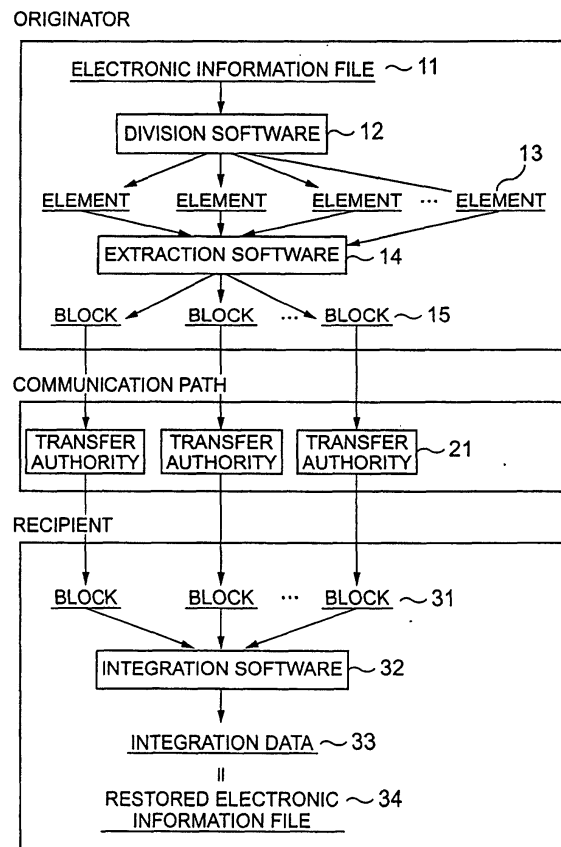 ORIGINATOR
ELECTRONIC INFORMATION FILE ~ 11
DIVISION SOFTWARE ~ 12
13
ELEMENT ELEMENT ELEMENT ... ELEMENT
EXTRACTION SOFTWARE ~ 14
BLOCK BLOCK ... BLOCK ~ 15
COMMUNICATION PATH
TRANSFER AUTHORITY TRANSFER AUTHORITY TRANSFER AUTHORITY ~ 21
RECIPIENT
BLOCK BLOCK ... BLOCK ~ 31
INTEGRATION SOFTWARE ~ 32
INTEGRATION DATA ~ 33
=
RESTORED ELECTRONIC ~ 34
INFORMATION FILE